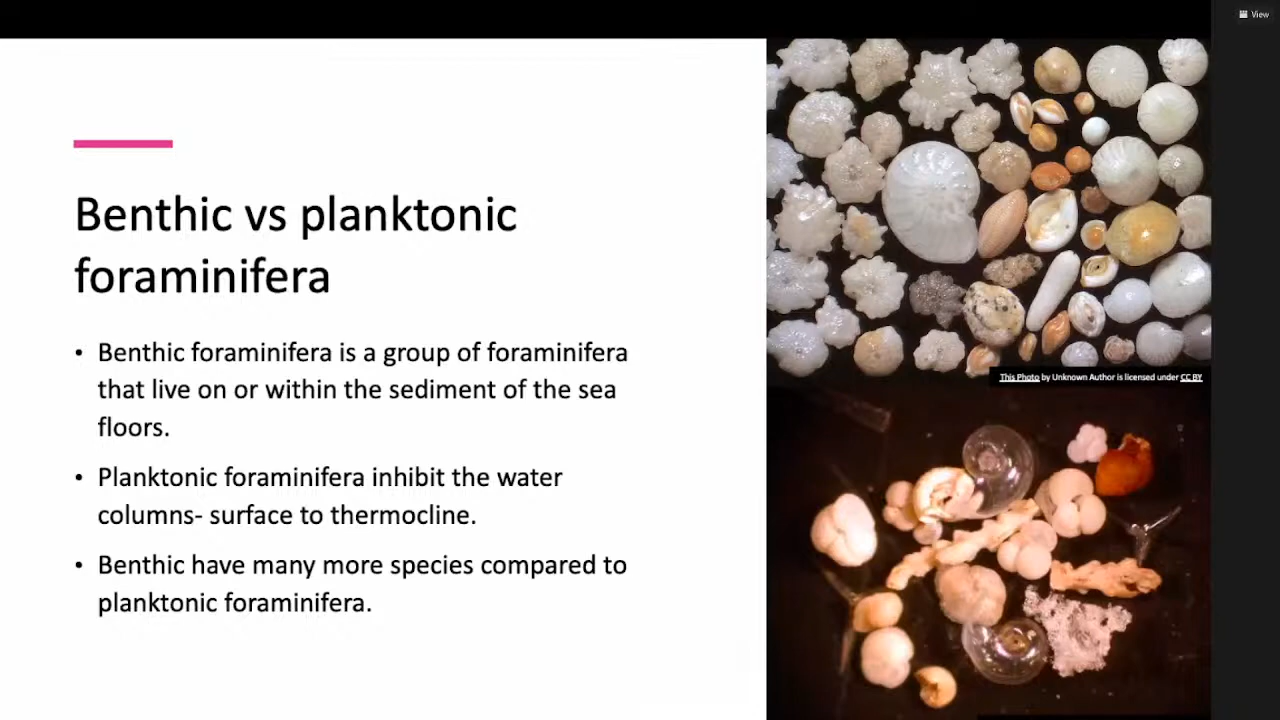 View
Benthic vs planktonic
foraminifera
• Benthic foraminifera is a group of foraminifera
that live on or within the sediment of the sea
floors.
• Planktonic foraminifera inhibit the water
columns- surface to thermocline.
• Benthic have many more species compared to
planktonic foraminifera.
This Photo by Unknown Author is licensed under CC BY